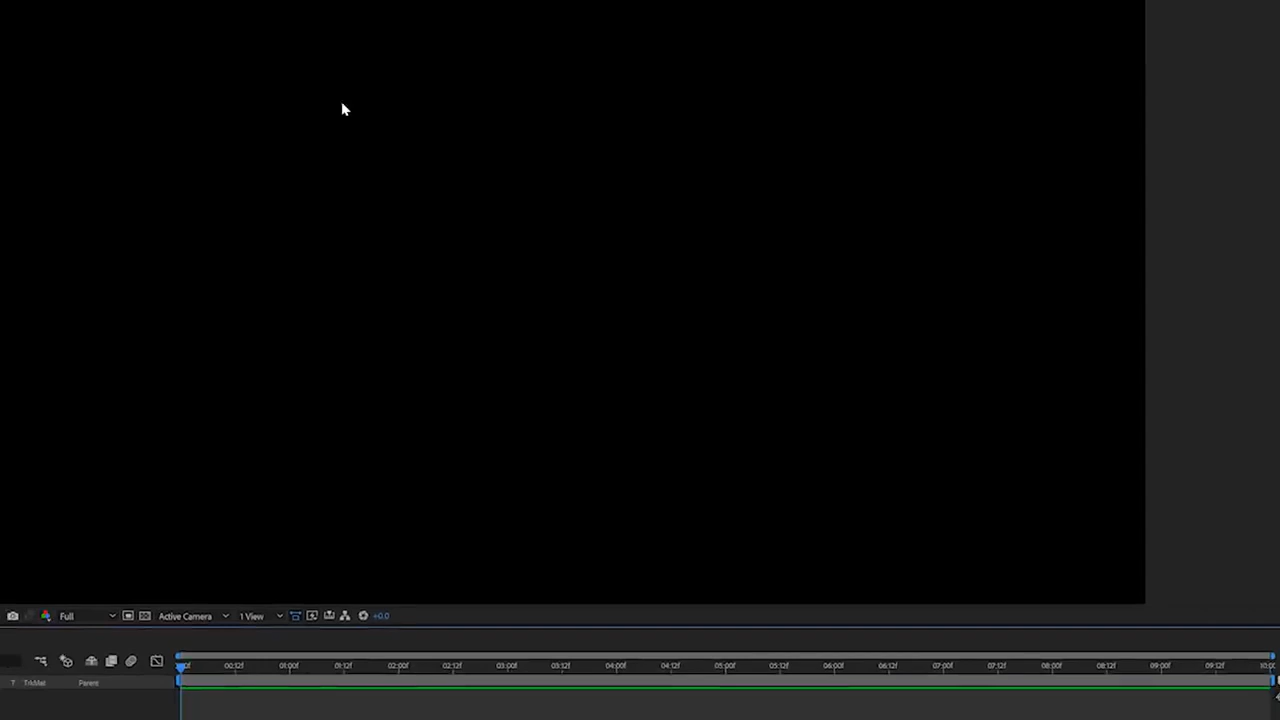 Full Active Camera 1 View +0.0
0f 00:12f 01:00f 01:12f 02:00f 02:12f 03:00f 03:12f 04:00f 04:12f 05:00f 05:12f 06:00f 06:12f 07:00f 07:12f 08:00f 08:12f 09:00f 09:12f 10:00
T TrkMat Parent